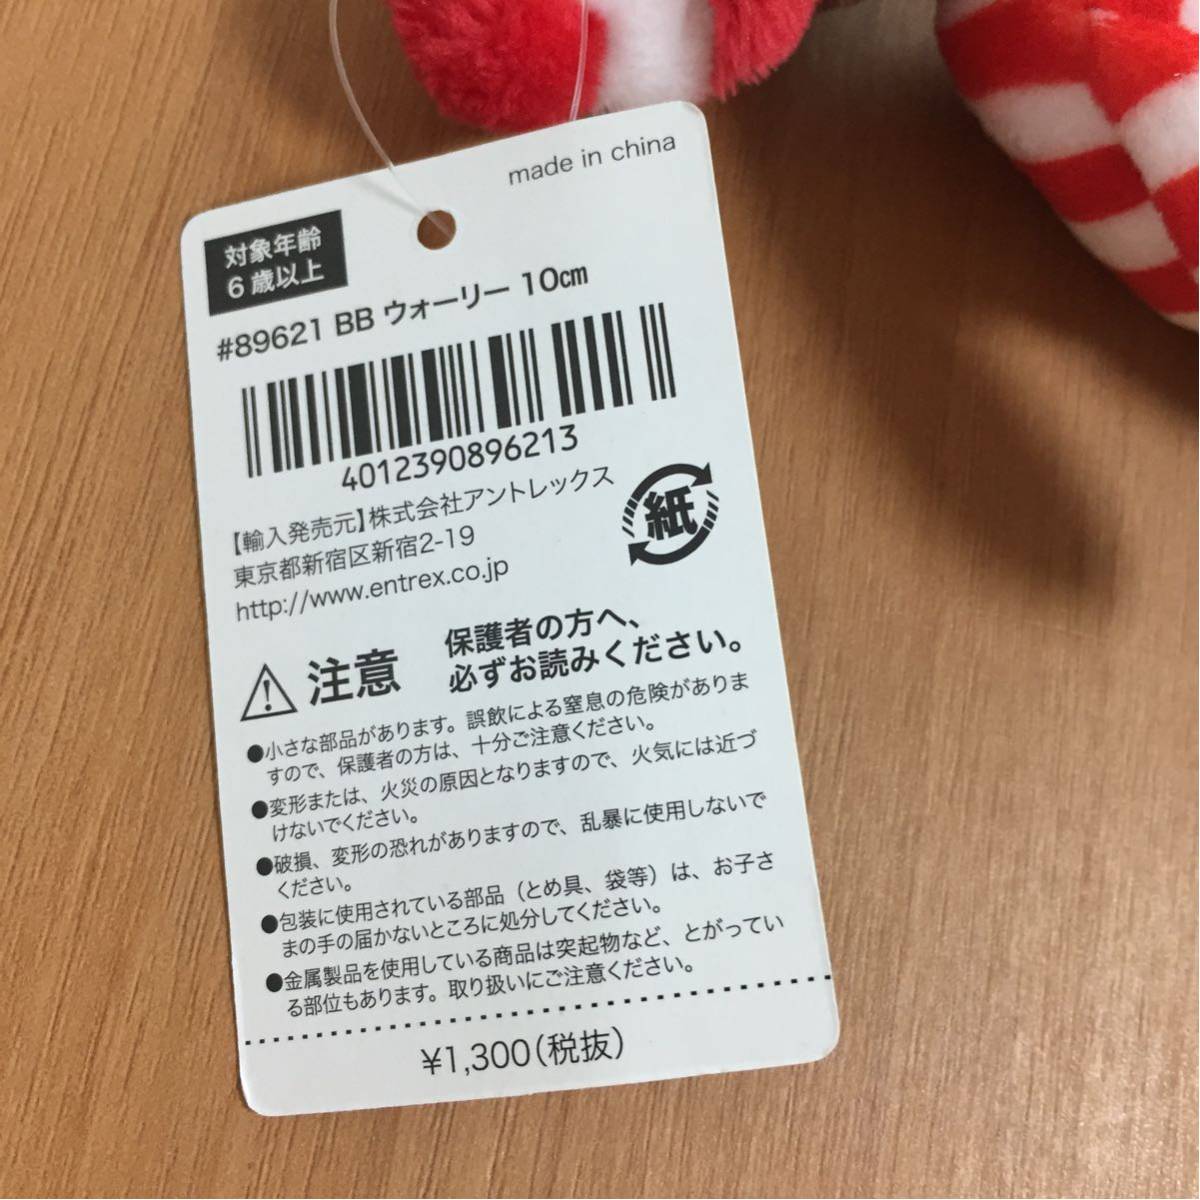 made in china
対象年齢
6歳以上
#89621 BB ウォーリー 10㎝
4012390896213
【輸入発売元】株式会社アントレックス
東京都新宿区新宿2-19
http://www.entrex.co.jp
紙
注意
保護者の方へ、
必ずお読みください。
●小さな部品があります。誤飲による窒息の危険がありま
すので、保護者の方は、十分ご注意ください。
●変形または、火災の原因となりますので、火気には近づ
けないでください。
●破損、変形の恐れがありますので、乱暴に使用しないで
ください。
●包装に使用されている部品（とめ具、袋等）は、お子さ
まの手の届かないところに処分してください。
●金属製品を使用している商品は突起物など、とがってい
る部位もあります。取り扱いにご注意ください。
¥1,300(税抜)